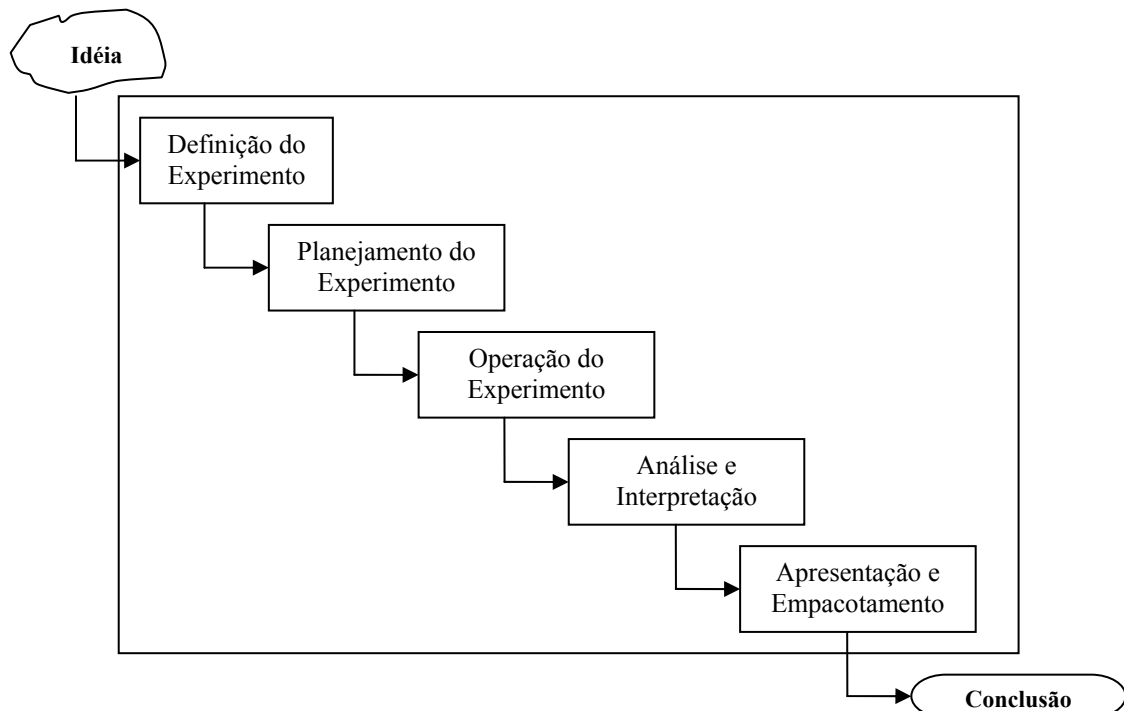 Idéia
Definição do
Experimento
Planejamento do
Experimento
Operação do
Experimento
Análise e
Interpretação
Apresentação e
Empacotamento
Conclusão